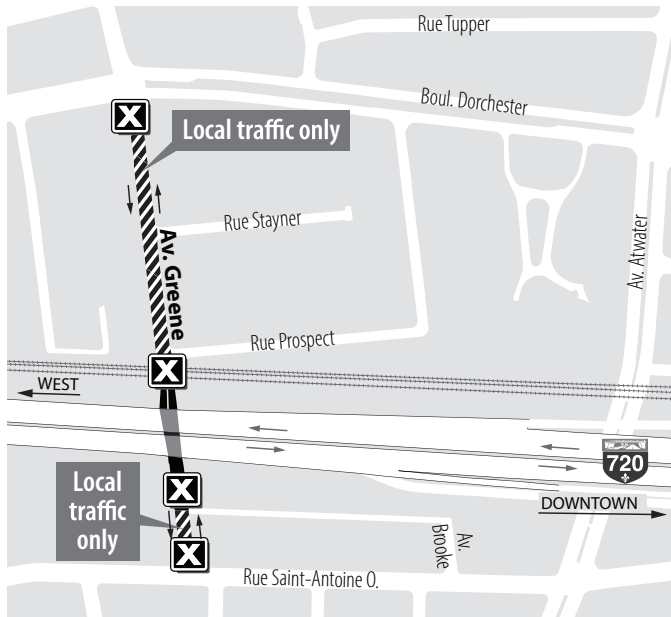 Rue Tupper
Boul. Dorchester
X
Local traffic only
Rue Stayner
Av. Greene
Av. Atwater
Rue Prospect
X
WEST
720
X
Local
traffic
only
DOWNTOWN
Av.
Brooke
X
Rue Saint-Antoine O.